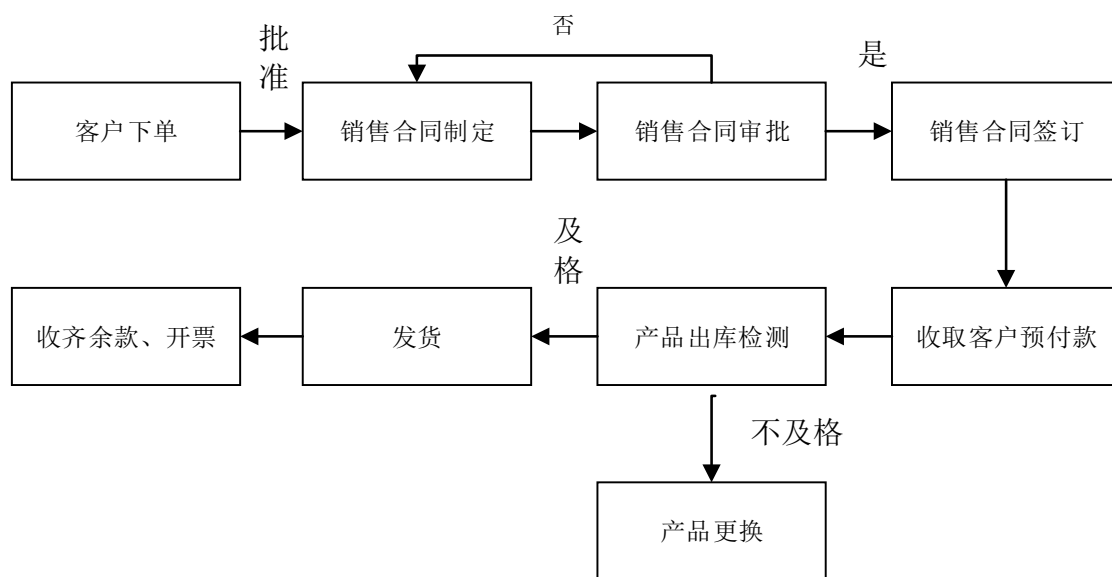 否
批准
是
客户下单
销售合同制定
销售合同审批
销售合同签订
及格
收齐余款、开票
发货
产品出库检测
收取客户预付款
不及格
产品更换